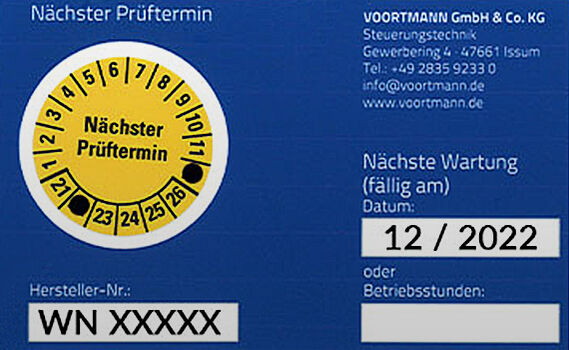 Nächster Prüftermin
VOORTMANN GmbH & Co. KG
Steuerungstechnik
Gewerbering 4 · 47661 Issum
Tel.: +49 2835 9233 0
info@voortmann.de
www.voortmann.de
1 2 3 4 5 6 7 8 9 10 11
Nächster
Prüftermin
21 23 24 25 26
Nächste Wartung
(fällig am)
Datum:
12 / 2022
oder
Betriebsstunden:
Hersteller-Nr.:
WN XXXXX